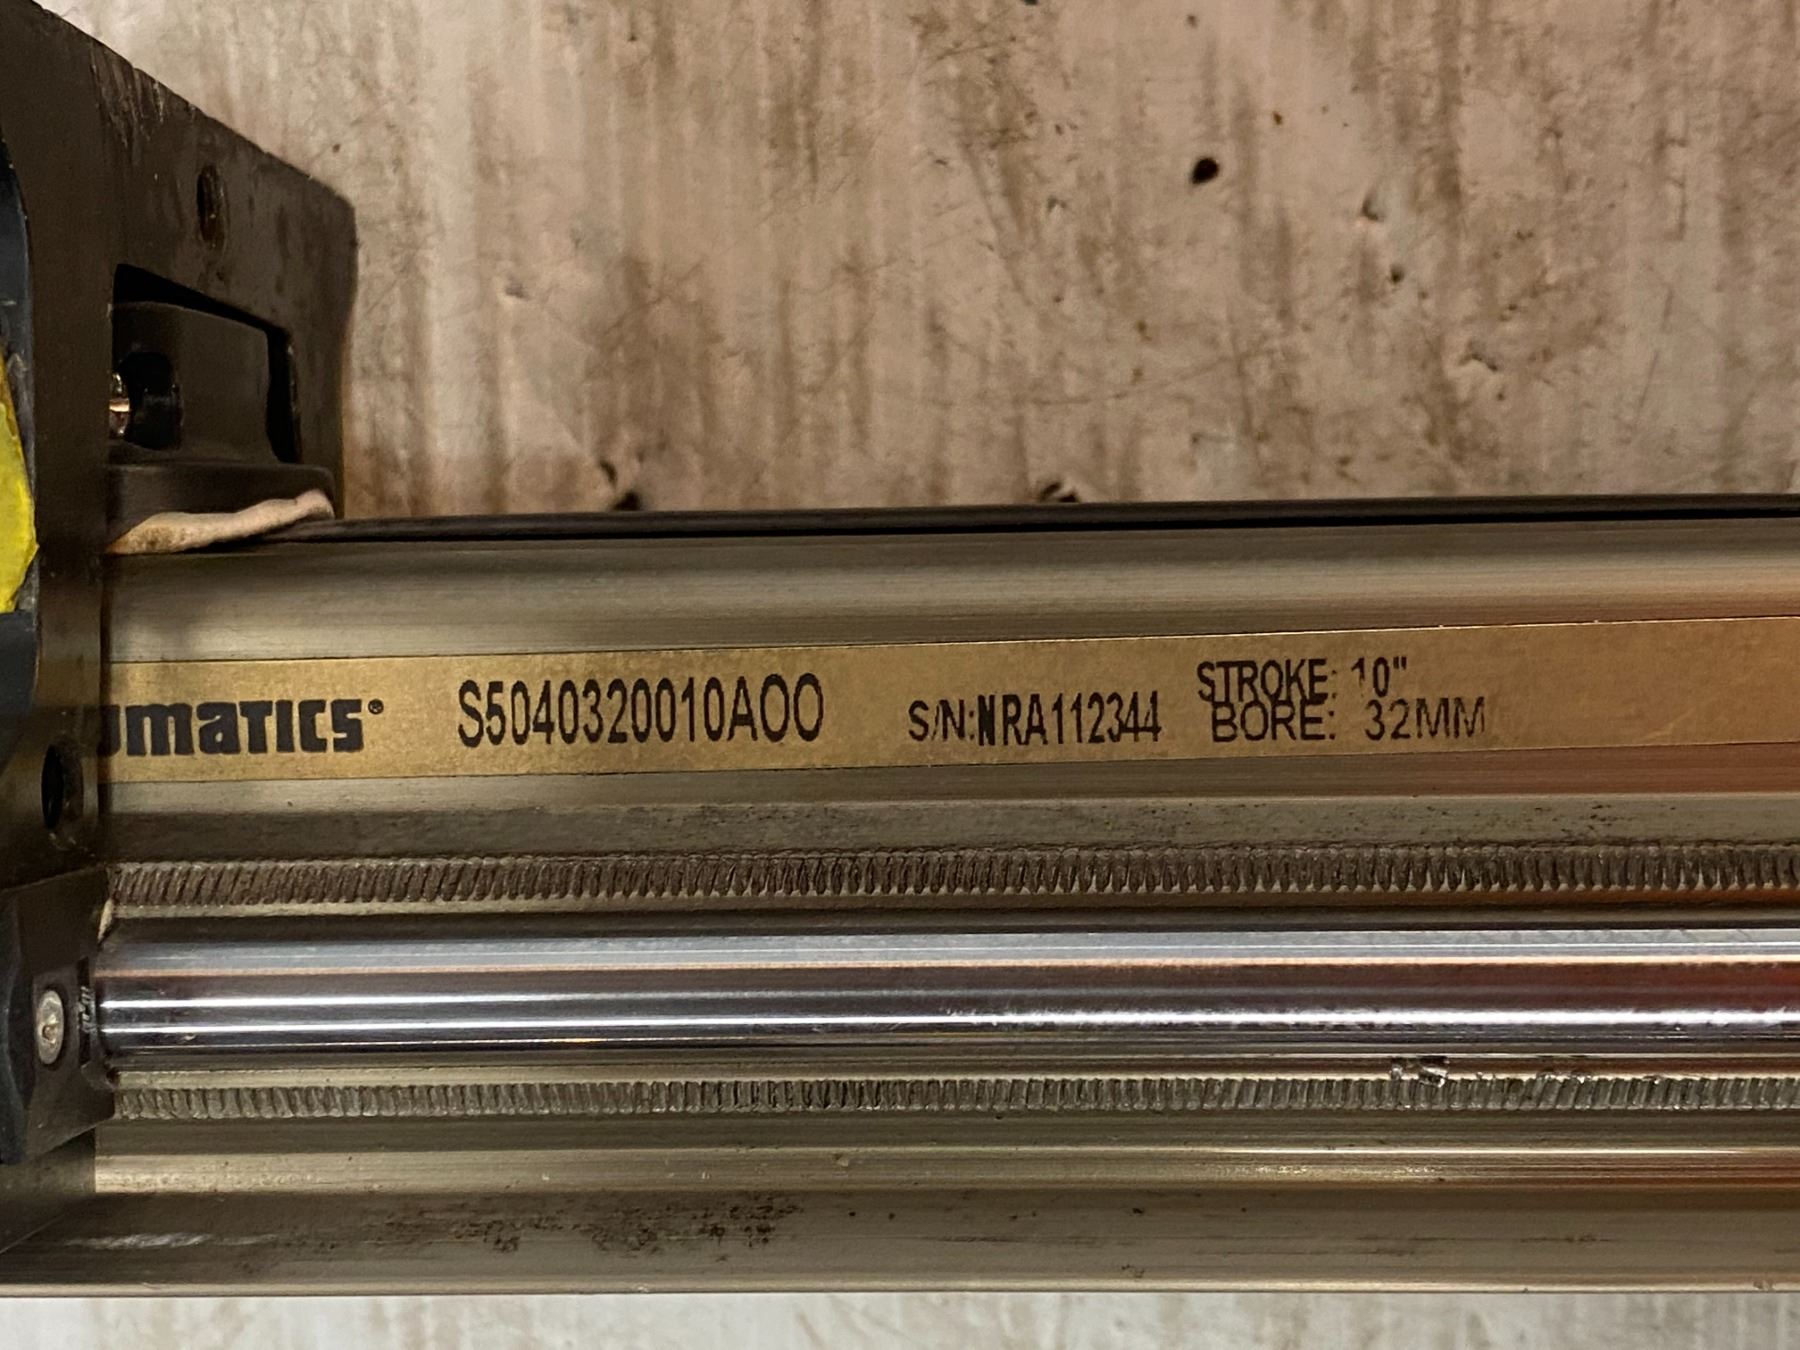 umatics®
S5040320010AOO
S/N:NRA112344
STROKE: 10"
BORE: 32MM